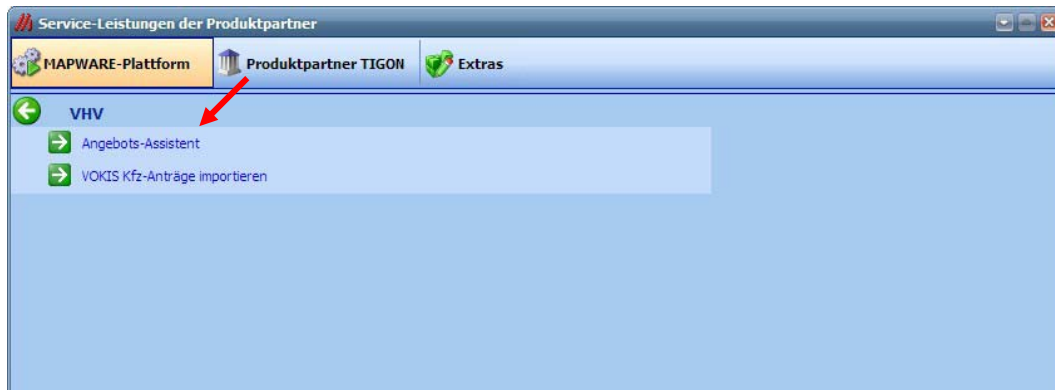 Service-Leistungen der Produktpartner
MAPWARE-Plattform Produktpartner TIGON Extras
VHV
Angebots-Assistent
VOKIS Kfz-Anträge importieren